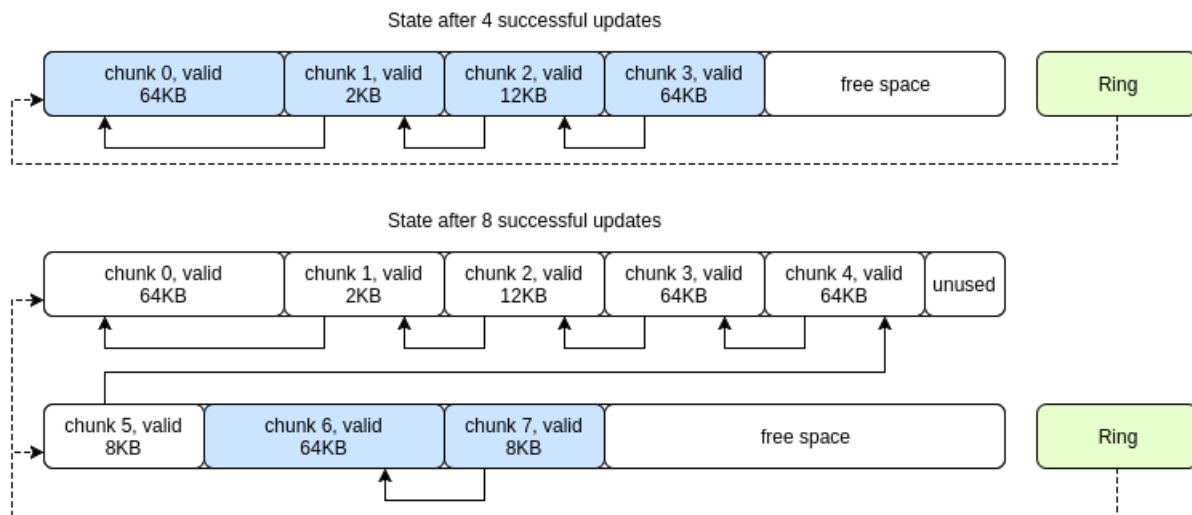 State after 4 successful updates
chunk 0, valid
64KB
chunk 1, valid
2KB
chunk 2, valid
12KB
chunk 3, valid
64KB
free space
Ring
State after 8 successful updates
chunk 0, valid
64KB
chunk 1, valid
2KB
chunk 2, valid
12KB
chunk 3, valid
64KB
chunk 4, valid
64KB
unused
chunk 5, valid
8KB
chunk 6, valid
64KB
chunk 7, valid
8KB
free space
Ring